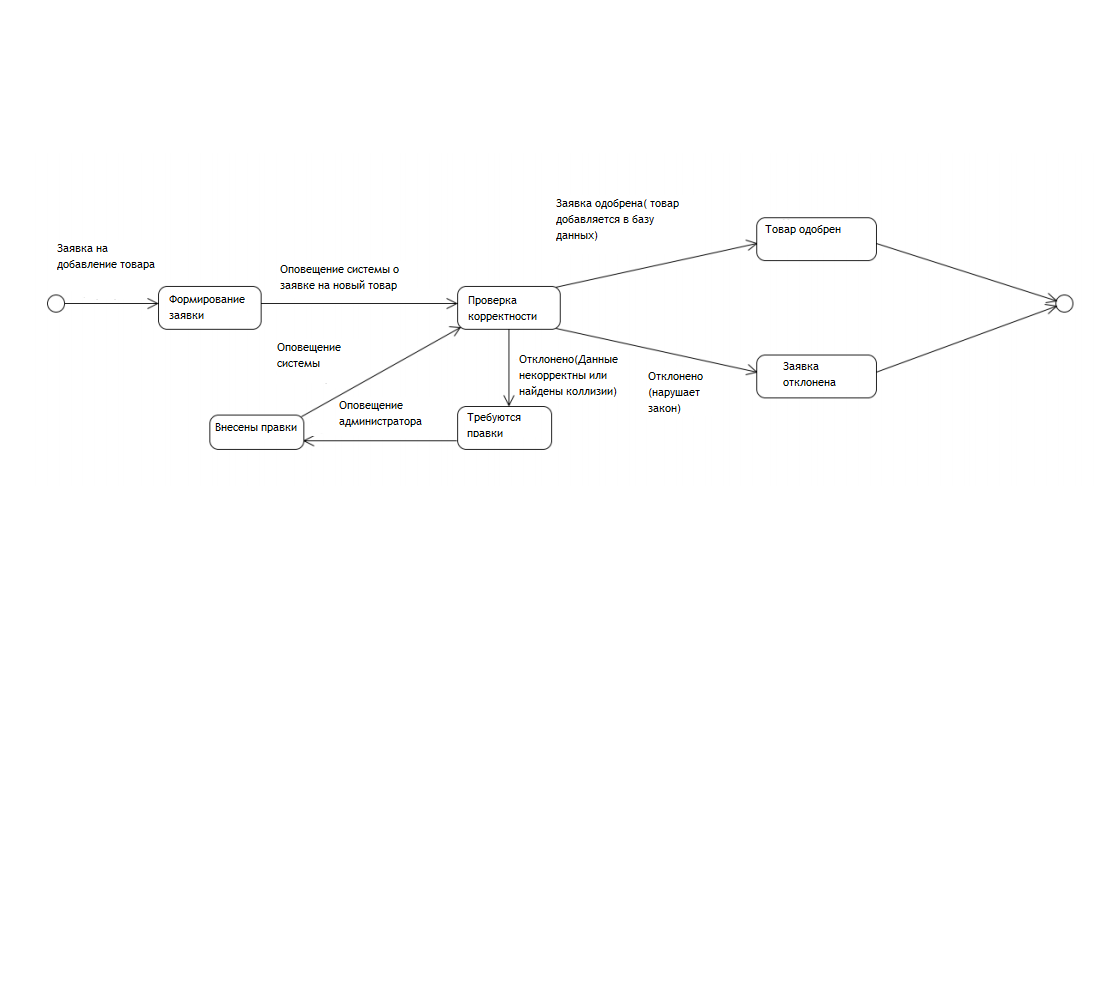 Заявка на
добавление товара
Формирование
заявки
Оповещение системы о
заявке на новый товар
Проверка
корректности
Заявка одобрена( товар
добавляется в базу
данных)
Товар одобрен
Отклонено
(нарушает
закон)
Заявка
отклонена
Отклонено(Данные
некорректны или
найдены коллизии)
Требуются
правки
Оповещение
администратора
Внесены правки
Оповещение
системы